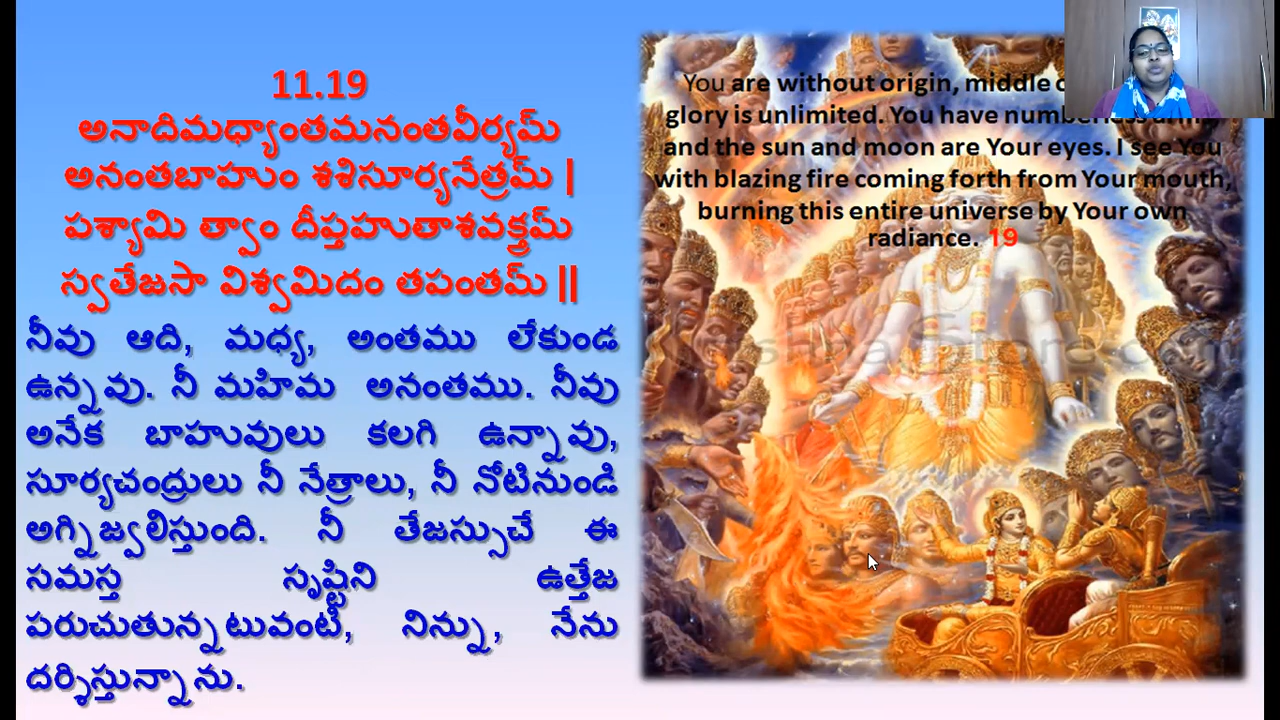 11.19
అనాదిమధ్యాంతమనంతవీర్యమ్
అనంతబాహుం శశిసూర్యనేత్రమ్ |
పశ్యామి త్వాం దీప్తహుతాశవక్త్రమ్
స్వతేజసా విశ్వమిదం తపంతమ్ ||
నీవు ఆది, మధ్య, అంతము లేకుండ
ఉన్నవు. నీ మహిమ అనంతము. నీవు
అనేక బాహువులు కలగి ఉన్నావు,
సూర్యచంద్రులు నీ నేత్రాలు, నీ నోటినుండి
అగ్నిజ్వలిస్తుంది. నీ తేజస్సుచే ఈ
సమస్త సృష్టిని ఉత్తేజ
పరుచుతున్నటువంటి, నిన్ను, నేను
దర్శిస్తున్నాను.
You are without origin, middle
glory is unlimited. You have
and the sun and moon are Your eyes. I see You
with blazing fire coming forth from Your mouth,
burning this entire universe by Your own
radiance. 19